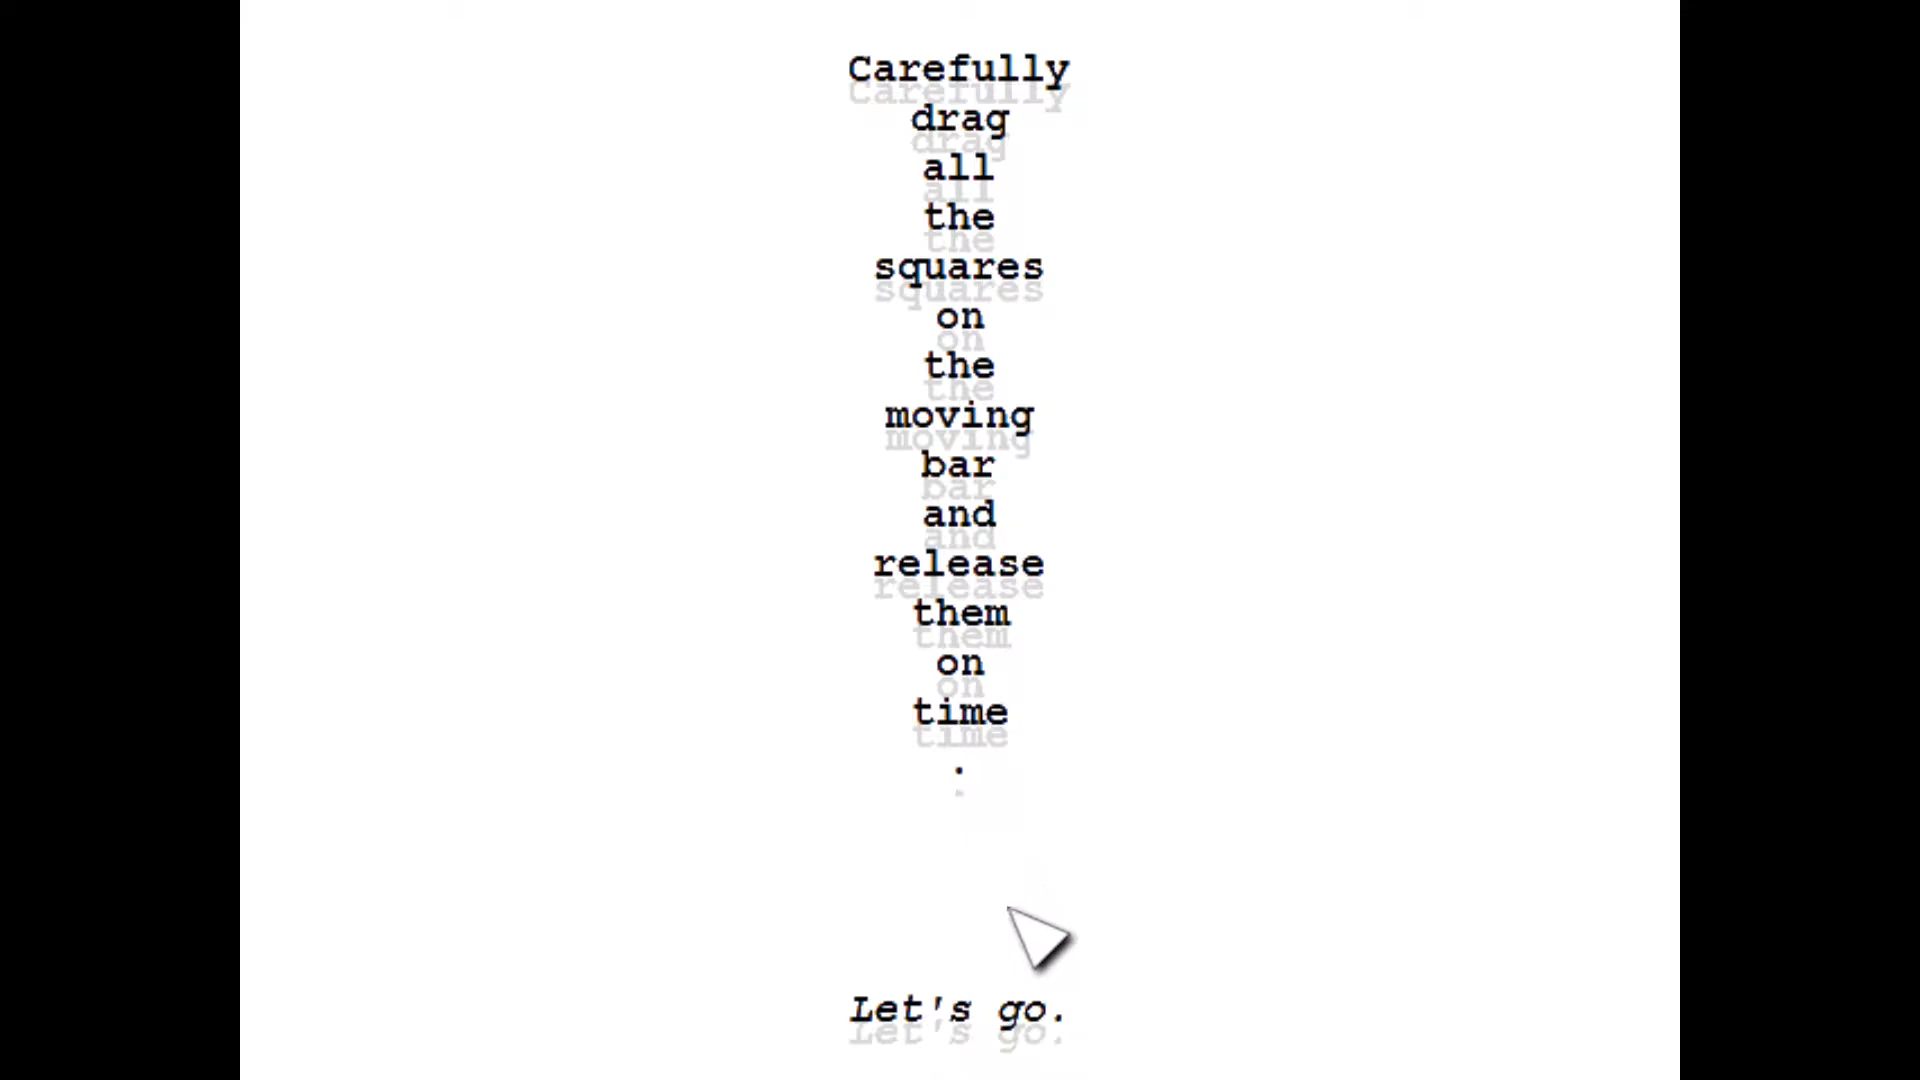 Carefully
drag
all
the
squares
on
the
moving
bar
and
release
them
on
time
.
Let's go.